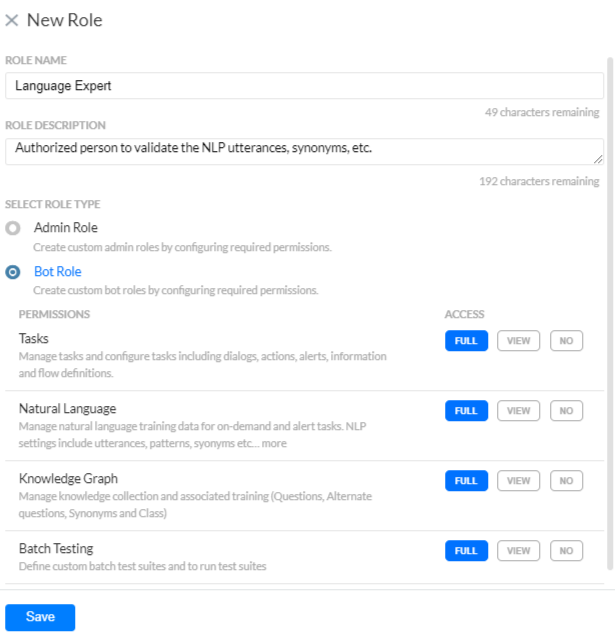 × New Role
ROLE NAME
Language Expert
49 characters remaining
ROLE DESCRIPTION
Authorized person to validate the NLP utterances, synonyms, etc.
192 characters remaining
SELECT ROLE TYPE
Admin Role
Create custom admin roles by configuring required permissions.
Bot Role
Create custom bot roles by configuring required permissions.
PERMISSIONS ACCESS
Tasks FULL VIEW NO
Manage tasks and configure tasks including dialogs, actions, alerts, information
and flow definitions.
Natural Language FULL VIEW NO
Manage natural language training data for on-demand and alert tasks. NLP
settings include utterances, patterns, syonyms etc... more
Knowledge Graph FULL VIEW NO
Manage knowledge collection and associated training (Questions, Alternate
questions, Synonyms and Class)
Batch Testing FULL VIEW NO
Define custom batch test suites and to run test suites
Save